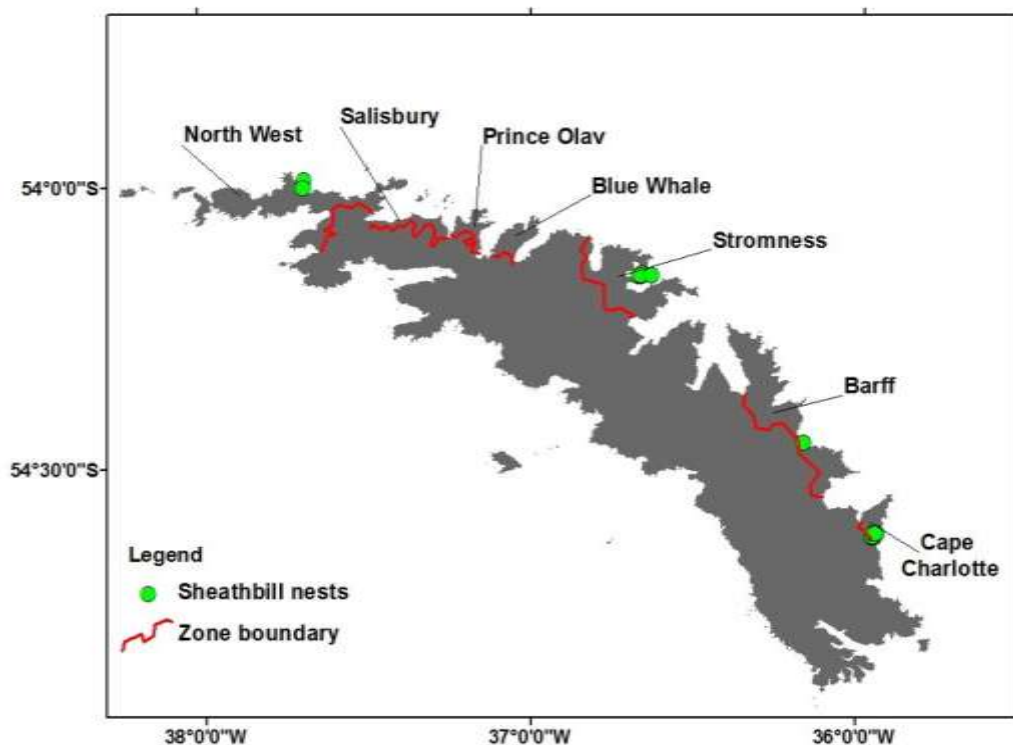 Salisbury
North West
Prince Olav
Blue Whale
54°0'0"S
Stromness
Barff
54°30'0"S
Cape
Charlotte
Legend
Sheathbill nests
Zone boundary
38°0'0"W
37°0'0"W
36°0'0"W